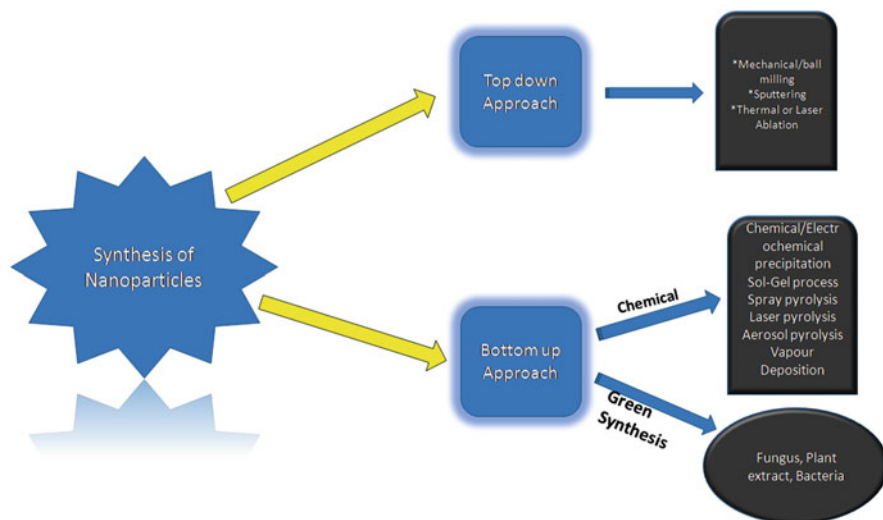 Synthesis of
Nanoparticles
Top down
Approach
*Mechanical/ball
milling
*Sputtering
*Thermal or Laser
Ablation
Bottom up
Approach
Chemical
Chemical/Electr
ochemical
precipitation
Sol-Gel process
Spray pyrolysis
Laser pyrolysis
Aerosol pyrolysis
Vapour
Deposition
Green
Synthesis
Fungus, Plant
extract, Bacteria